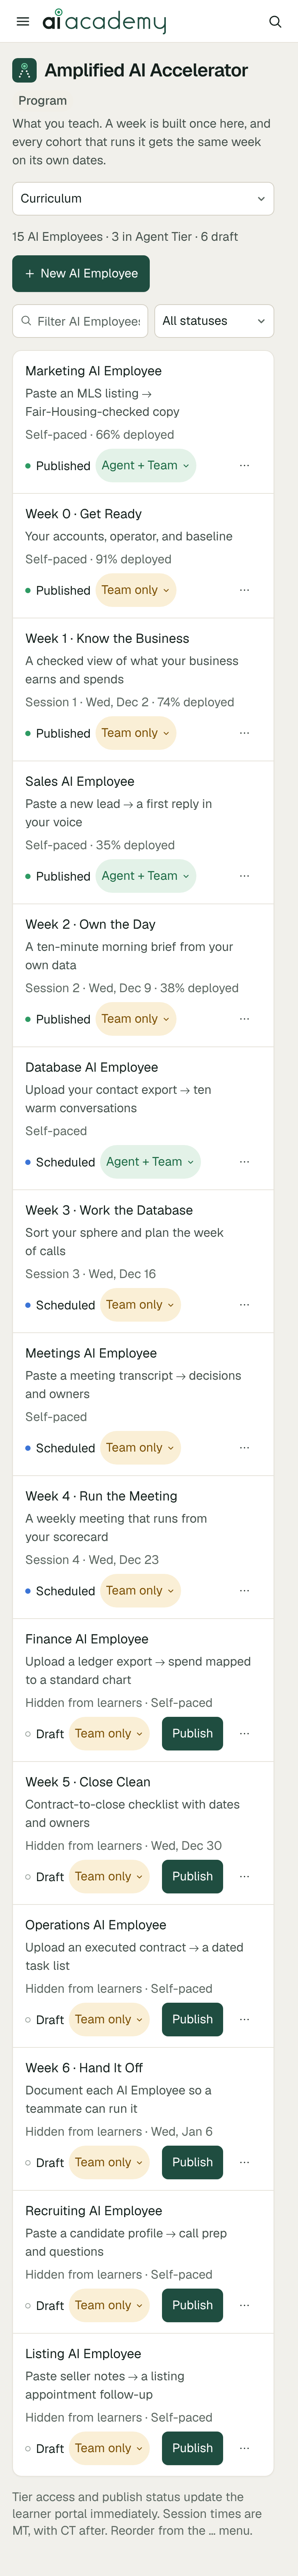 ai academy
Amplified AI Accelerator
Program
What you teach. A week is built once here, and
every cohort that runs it gets the same week
on its own dates.
Curriculum
15 AI Employees · 3 in Agent Tier · 6 draft
+ New AI Employee
Filter AI Employees
All statuses
Marketing AI Employee
Paste an MLS listing →
Fair-Housing-checked copy
Self-paced · 66% deployed
Published Agent + Team ...
Week 0 · Get Ready
Your accounts, operator, and baseline
Self-paced · 91% deployed
Published Team only ...
Week 1 · Know the Business
A checked view of what your business
earns and spends
Session 1 · Wed, Dec 2 · 74% deployed
Published Team only ...
Sales AI Employee
Paste a new lead → a first reply in
your voice
Self-paced · 35% deployed
Published Agent + Team ...
Week 2 · Own the Day
A ten-minute morning brief from your
own data
Session 2 · Wed, Dec 9 · 38% deployed
Published Team only ...
Database AI Employee
Upload your contact export → ten
warm conversations
Self-paced
Scheduled Agent + Team ...
Week 3 · Work the Database
Sort your sphere and plan the week
of calls
Session 3 · Wed, Dec 16
Scheduled Team only ...
Meetings AI Employee
Paste a meeting transcript → decisions
and owners
Self-paced
Scheduled Team only ...
Week 4 · Run the Meeting
A weekly meeting that runs from
your scorecard
Session 4 · Wed, Dec 23
Scheduled Team only ...
Finance AI Employee
Upload a ledger export → spend mapped
to a standard chart
Hidden from learners · Self-paced
Draft Team only Publish ...
Week 5 · Close Clean
Contract-to-close checklist with dates
and owners
Hidden from learners · Wed, Dec 30
Draft Team only Publish ...
Operations AI Employee
Upload an executed contract → a dated
task list
Hidden from learners · Self-paced
Draft Team only Publish ...
Week 6 · Hand It Off
Document each AI Employee so a
teammate can run it
Hidden from learners · Wed, Jan 6
Draft Team only Publish ...
Recruiting AI Employee
Paste a candidate profile → call prep
and questions
Hidden from learners · Self-paced
Draft Team only Publish ...
Listing AI Employee
Paste seller notes → a listing
appointment follow-up
Hidden from learners · Self-paced
Draft Team only Publish ...
Tier access and publish status update the
learner portal immediately. Session times are
MT, with CT after. Reorder from the … menu.